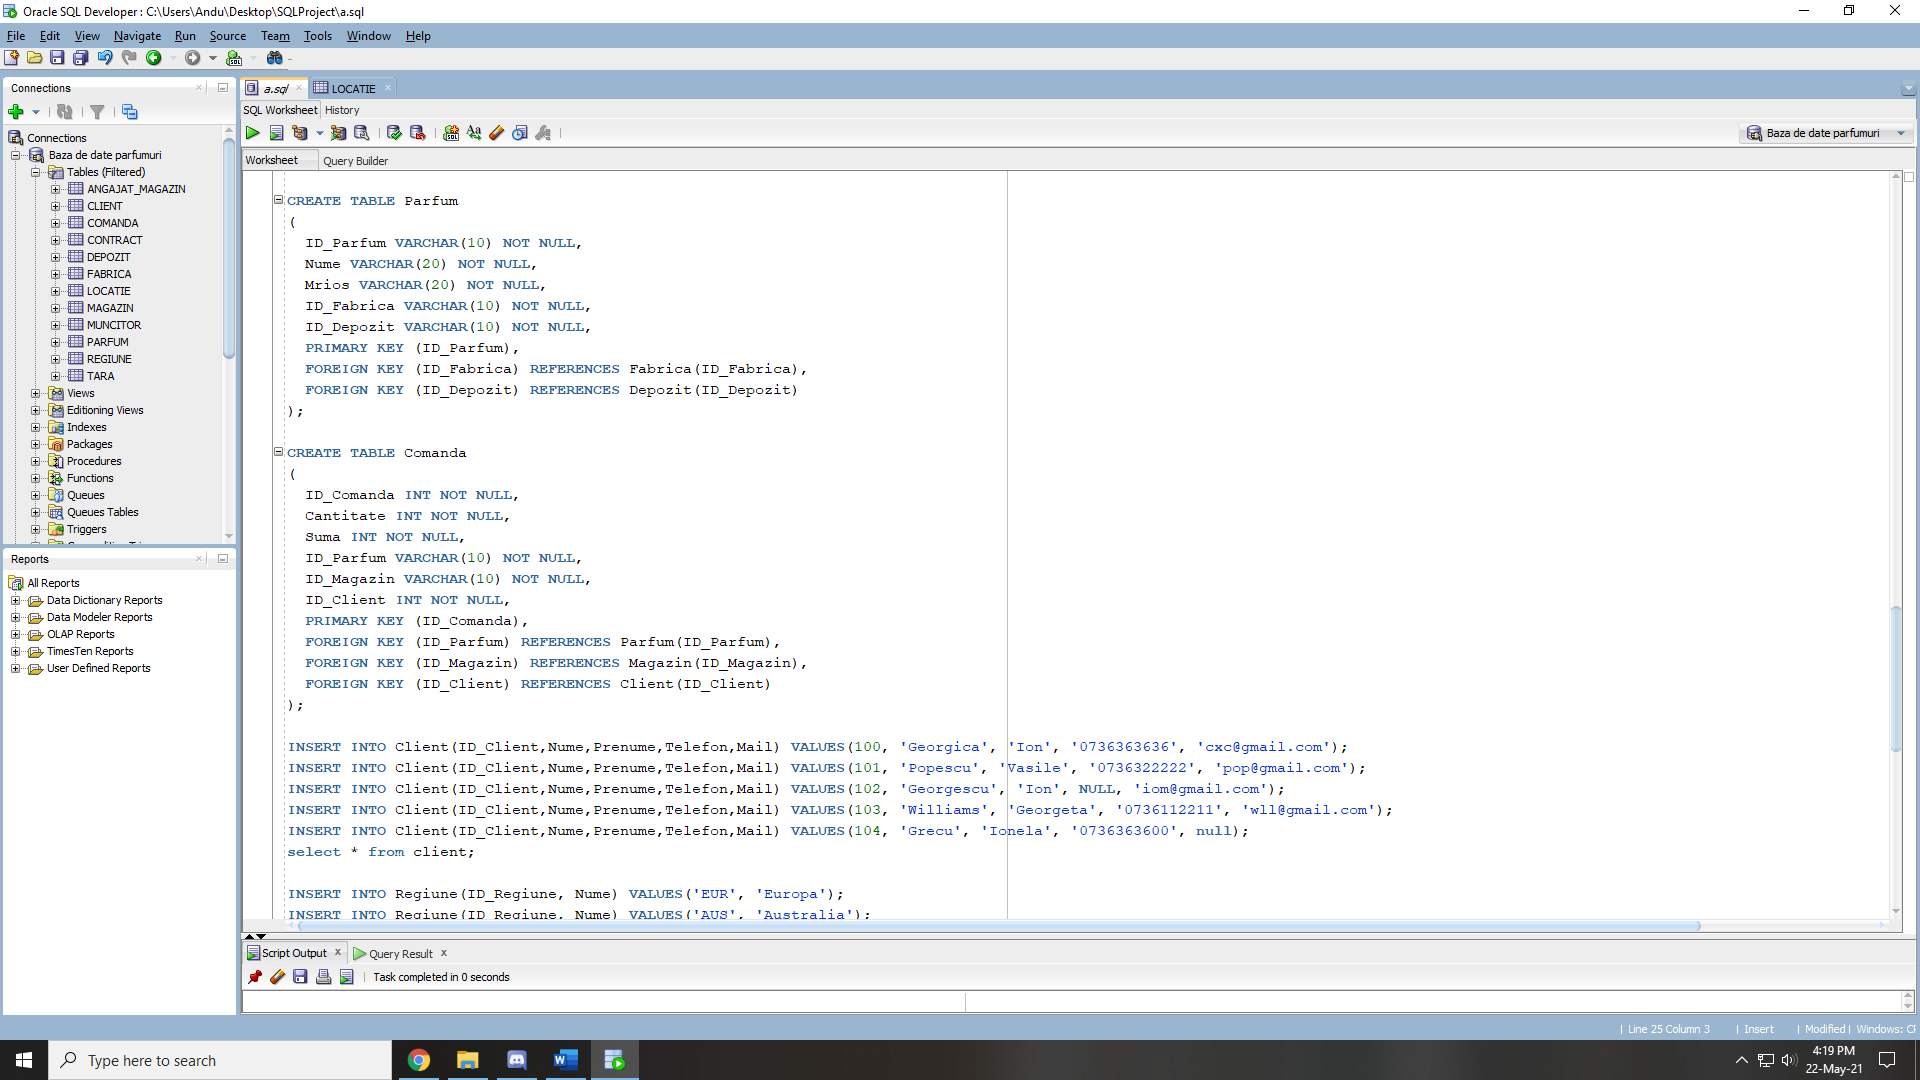 Oracle SQL Developer : C:\Users\Andu\Desktop\SQLProject\a.sql
File Edit View Navigate Run Source Team Tools Window Help
Connections
Connections
Baza de date parfumuri
Tables (Filtered)
ANGAJAT_MAGAZIN
CLIENT
COMANDA
CONTRACT
DEPOZIT
FABRICA
LOCATIE
MAGAZIN
MUNCITOR
PARFUM
REGIUNE
TARA
Views
Editioning Views
Indexes
Packages
Procedures
Functions
Queues
Queues Tables
Triggers
Reports
All Reports
Data Dictionary Reports
Data Modeler Reports
OLAP Reports
TimesTen Reports
User Defined Reports
a.sql LOCATIE
SQL Worksheet History
Baza de date parfumuri
Worksheet Query Builder
CREATE TABLE Parfum
(
ID_Parfum VARCHAR(10) NOT NULL,
Nume VARCHAR(20) NOT NULL,
Mrios VARCHAR(20) NOT NULL,
ID_Fabrica VARCHAR(10) NOT NULL,
ID_Depozit VARCHAR(10) NOT NULL,
PRIMARY KEY (ID_Parfum),
FOREIGN KEY (ID_Fabrica) REFERENCES Fabrica(ID_Fabrica),
FOREIGN KEY (ID_Depozit) REFERENCES Depozit(ID_Depozit)
);
CREATE TABLE Comanda
(
ID_Comanda INT NOT NULL,
Cantitate INT NOT NULL,
Suma INT NOT NULL,
ID_Parfum VARCHAR(10) NOT NULL,
ID_Magazin VARCHAR(10) NOT NULL,
ID_Client INT NOT NULL,
PRIMARY KEY (ID_Comanda),
FOREIGN KEY (ID_Parfum) REFERENCES Parfum(ID_Parfum),
FOREIGN KEY (ID_Magazin) REFERENCES Magazin(ID_Magazin),
FOREIGN KEY (ID_Client) REFERENCES Client(ID_Client)
);
INSERT INTO Client(ID_Client,Nume,Prenume,Telefon,Mail) VALUES(100, 'Georgica', 'Ion', '0736363636', 'cxc@gmail.com');
INSERT INTO Client(ID_Client,Nume,Prenume,Telefon,Mail) VALUES(101, 'Popescu', 'Vasile', '0736322222', 'pop@gmail.com');
INSERT INTO Client(ID_Client,Nume,Prenume,Telefon,Mail) VALUES(102, 'Georgescu', 'Ion', NULL, 'iom@gmail.com');
INSERT INTO Client(ID_Client,Nume,Prenume,Telefon,Mail) VALUES(103, 'Williams', 'Georgeta', '0736112211', 'wll@gmail.com');
INSERT INTO Client(ID_Client,Nume,Prenume,Telefon,Mail) VALUES(104, 'Grecu', 'Ionela', '0736363600', null);
select * from client;
INSERT INTO Regiune(ID_Regiune, Nume) VALUES('EUR', 'Europa');
INSERT INTO Regiune(ID_Regiune, Nume) VALUES('AUS', 'Australia');
Script Output Query Result
Task completed in 0 seconds
Line 25 Column 3 Insert Modified Windows: CF
Type here to search
4:19 PM
22-May-21